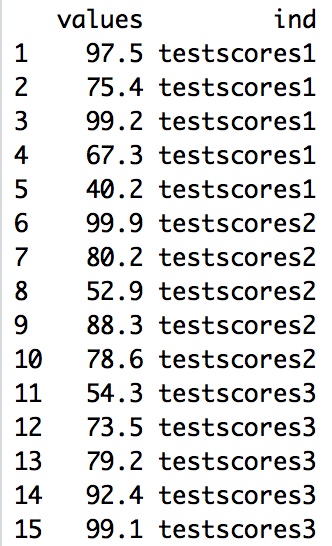 values ind
1 97.5 testscores1
2 75.4 testscores1
3 99.2 testscores1
4 67.3 testscores1
5 40.2 testscores1
6 99.9 testscores2
7 80.2 testscores2
8 52.9 testscores2
9 88.3 testscores2
10 78.6 testscores2
11 54.3 testscores3
12 73.5 testscores3
13 79.2 testscores3
14 92.4 testscores3
15 99.1 testscores3